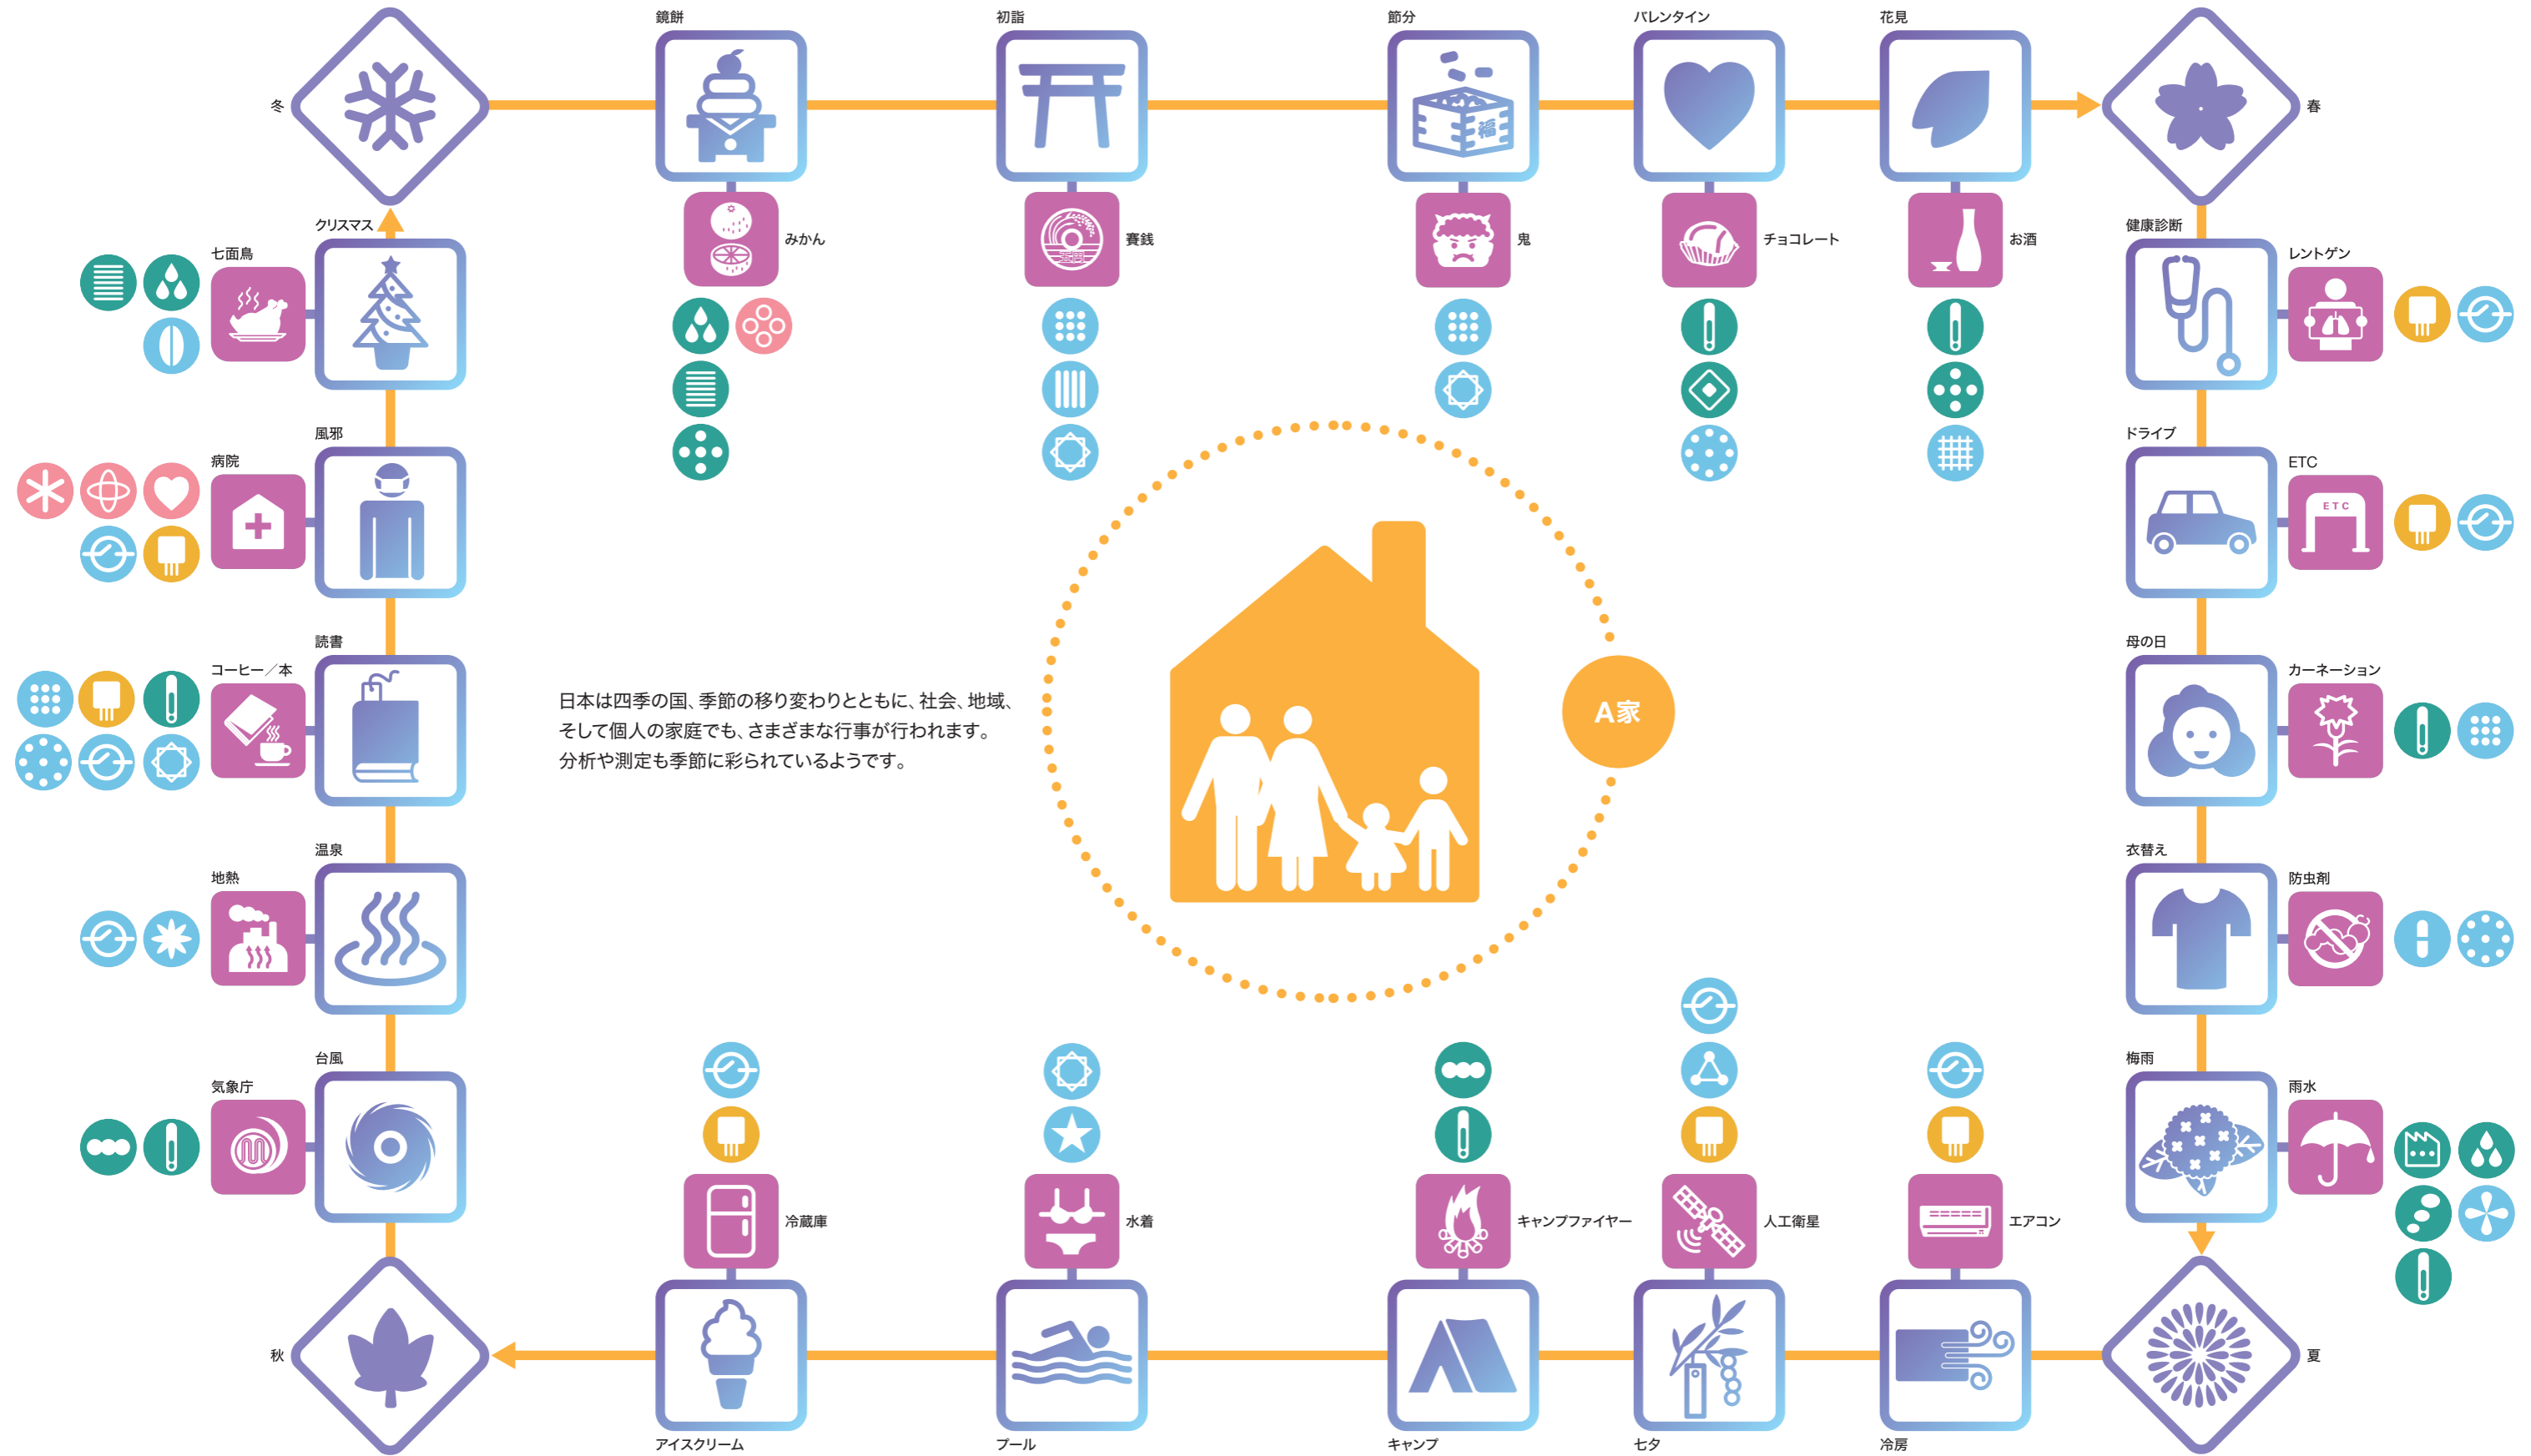 鏡餅
初詣
節分
バレンタイン
花見
冬
福
春
クリスマス
七面鳥
みかん
五円
賽銭
鬼
チョコレート
お酒
健康診断
レントゲン
風邪
病院
ドライブ
ETC
ETC
読書
コーヒー／本
母の日
カーネーション
日本は四季の国、季節の移り変わりとともに、社会、地域、
そして個人の家庭でも、さまざまな行事が行われます。
分析や測定も季節に彩られているようです。
A家
温泉
地熱
衣替え
防虫剤
台風
気象庁
梅雨
雨水
冷蔵庫
水着
キャンプファイヤー
人工衛星
エアコン
秋
夏
アイスクリーム
プール
キャンプ
七夕
冷房